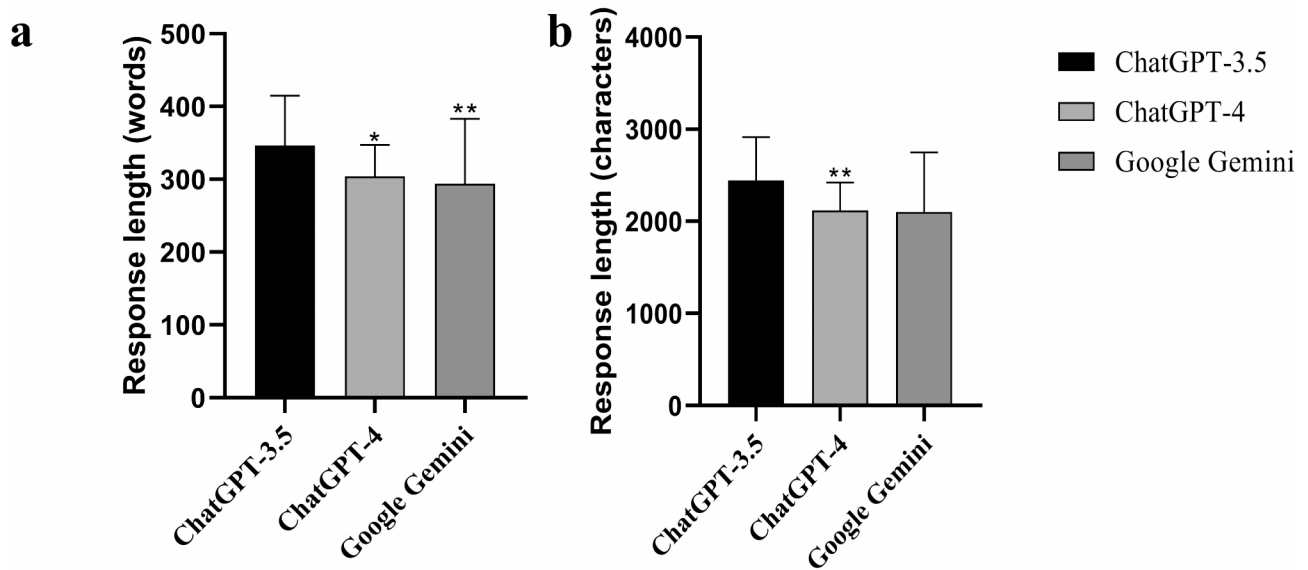 a
Response length (words)
500
400
300
200
100
0
*
**
ChatGPT-3.5
ChatGPT-4
Google Gemini
b
Response length (characters)
4000
3000
2000
1000
0
**
ChatGPT-3.5
ChatGPT-4
Google Gemini
ChatGPT-3.5
ChatGPT-4
Google Gemini